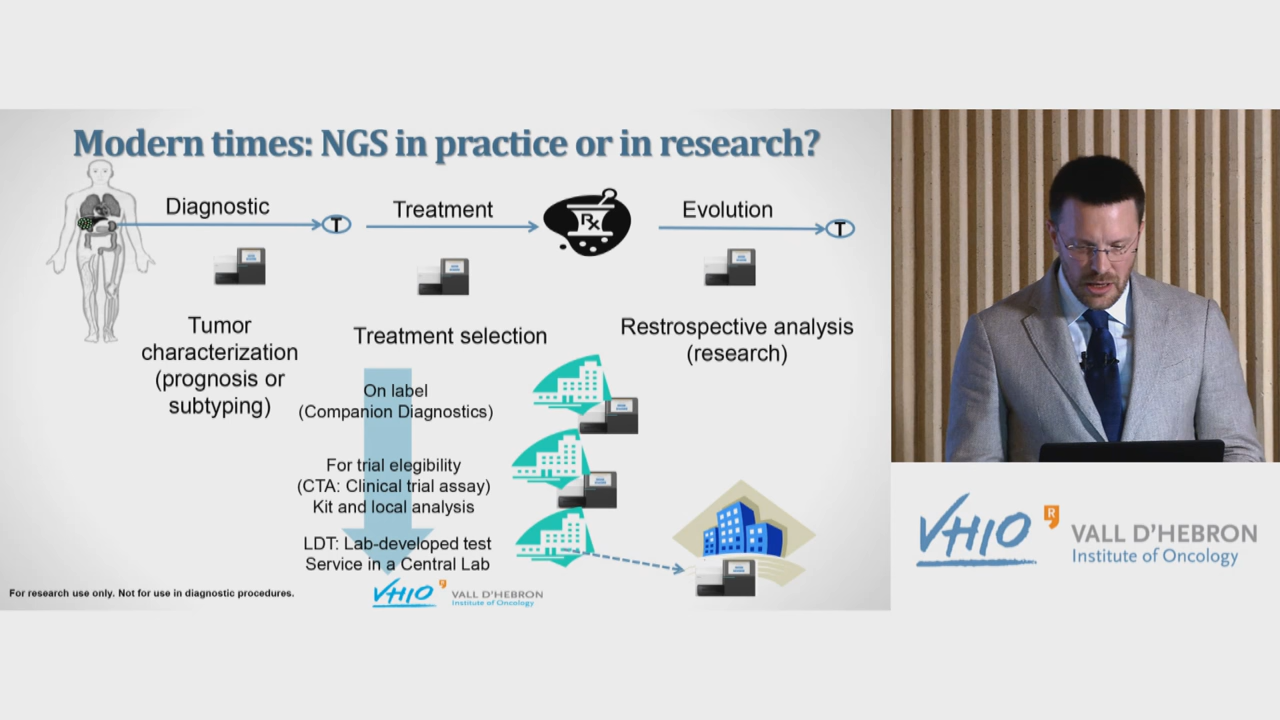 Modern times: NGS in practice or in research?
Diagnostic
T
Treatment
Rx
Evolution
T
Tumor
characterization
(prognosis or
subtyping)
Treatment selection
Restrospective analysis
(research)
On label
(Companion Diagnostics)
For trial elegibility
(CTA: Clinical trial assay)
Kit and local analysis
LDT: Lab-developed test
Service in a Central Lab
For research use only. Not for use in diagnostic procedures.
VHIO
VALL D'HEBRON
Institute of Oncology
VHIO
R
VALL D'HEBRON
Institute of Oncology